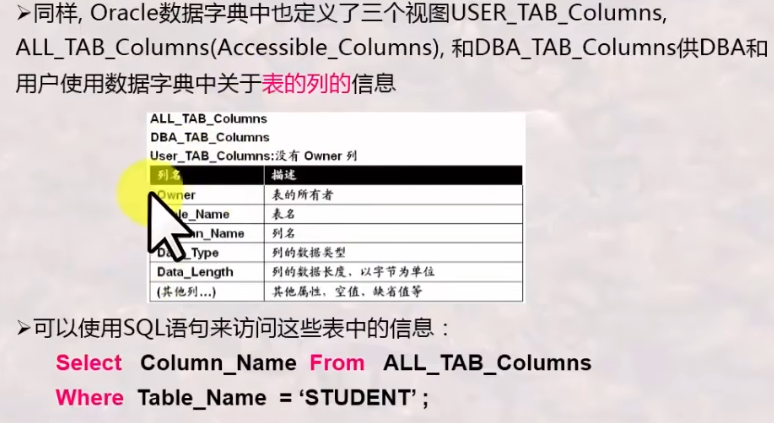 ➢同样, Oracle数据字典中也定义了三个视图USER_TAB_Columns,
ALL_TAB_Columns(Accessible_Columns), 和DBA_TAB_Columns供DBA和
用户使用数据字典中关于表的列的信息
ALL_TAB_Columns
DBA_TAB_Columns
User_TAB_Columns:没有 Owner 列
列名 描述
Owner 表的所有者
le_Name 表名
n_Name 列名
Da Type 列的数据类型
Data_Length 列的数据长度，以字节为单位
(其他列...) 其他属性，空值、缺省值等
➢可以使用SQL语句来访问这些表中的信息：
Select Column_Name From ALL_TAB_Columns
Where Table_Name = ‘STUDENT’ ;